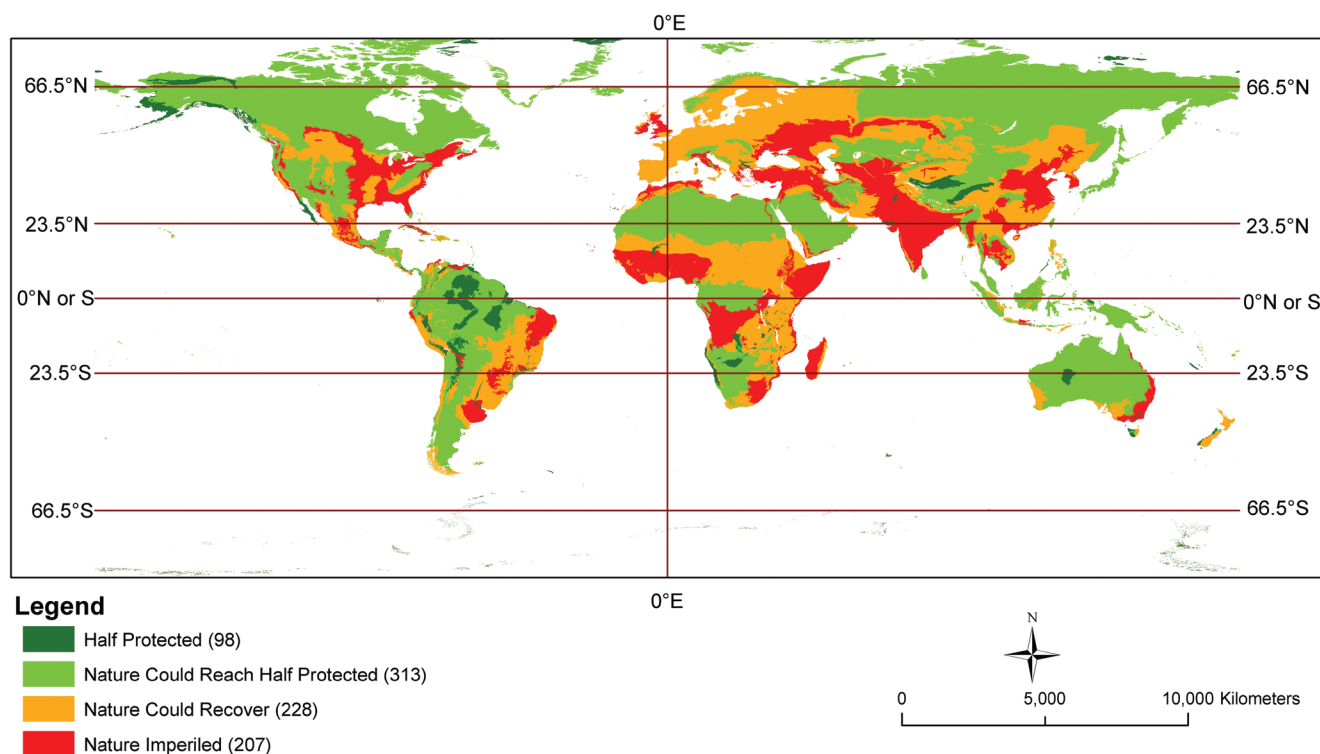 0°E
66.5°N 66.5°N
23.5°N 23.5°N
0°N or S 0°N or S
23.5°S 23.5°S
66.5°S 66.5°S
0°E
Legend
Half Protected (98)
Nature Could Reach Half Protected (313)
Nature Could Recover (228)
Nature Imperiled (207)
N
0 5,000 10,000 Kilometers